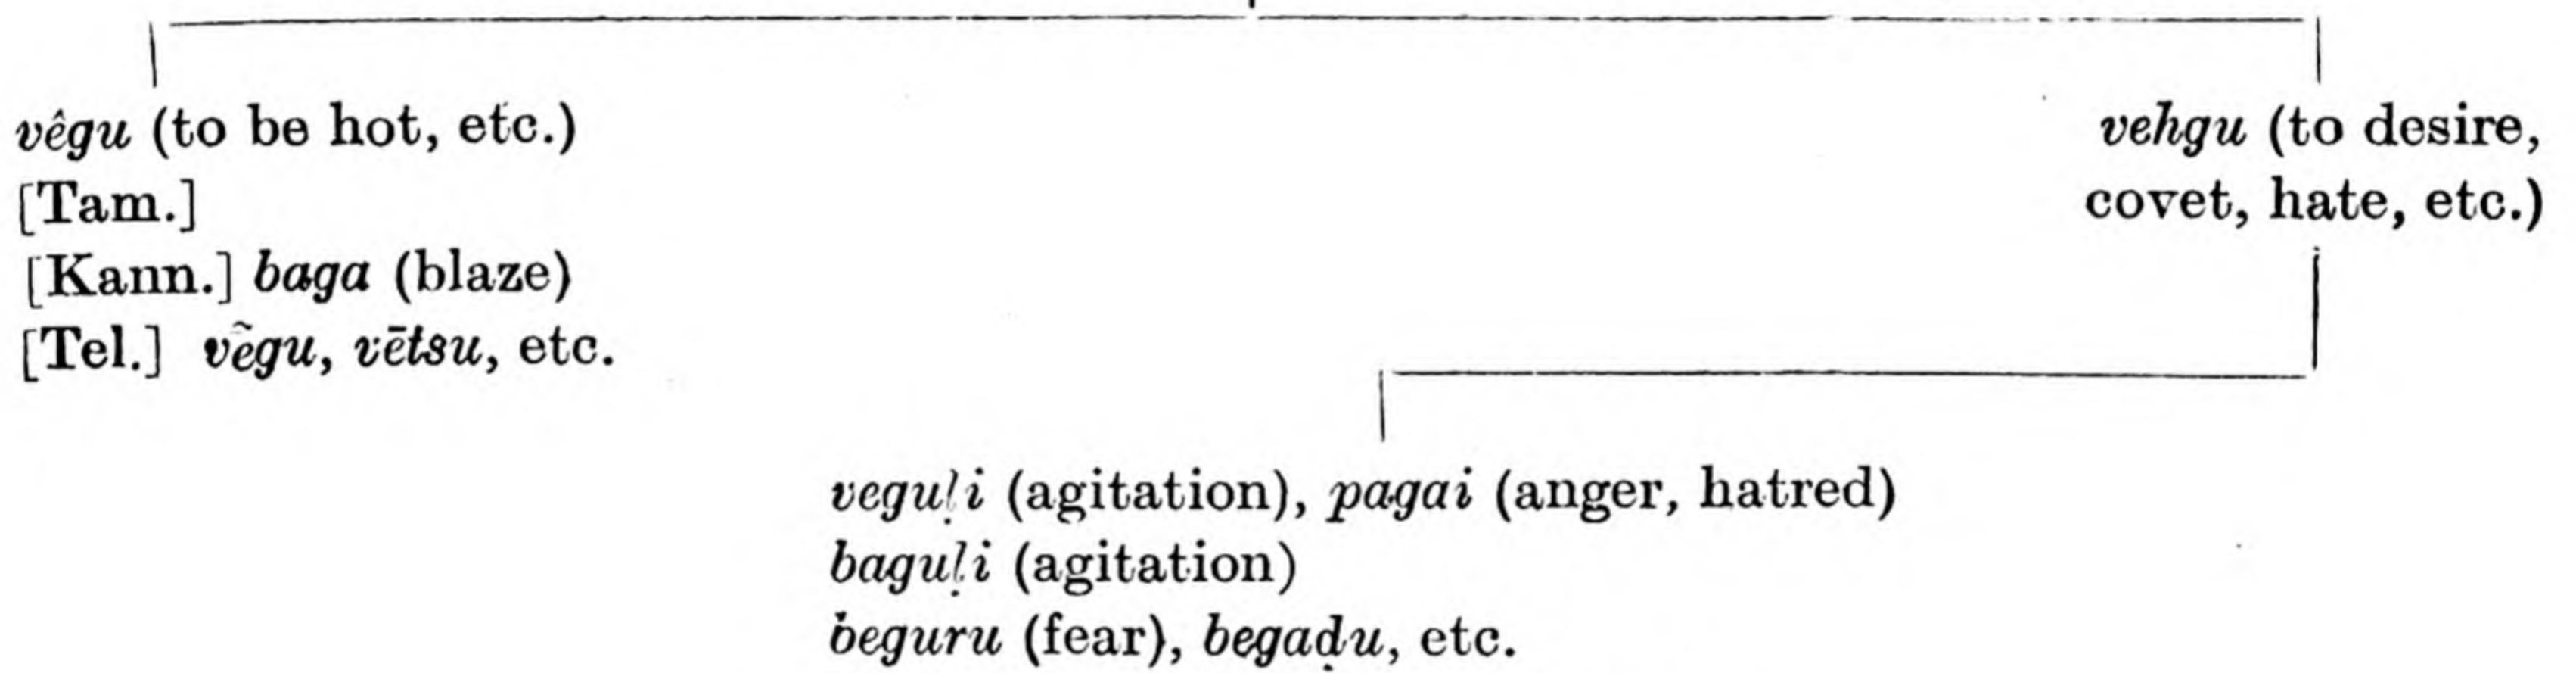 vêgu (to be hot, etc.)
[Tam.]
[Kann.] baga (blaze)
[Tel.] vẽgu, vētsu, etc.
vehgu (to desire,
covet, hate, etc.)
veguḷi (agitation), pagai (anger, hatred)
baguḷi (agitation)
beguru (fear), begaḍu, etc.